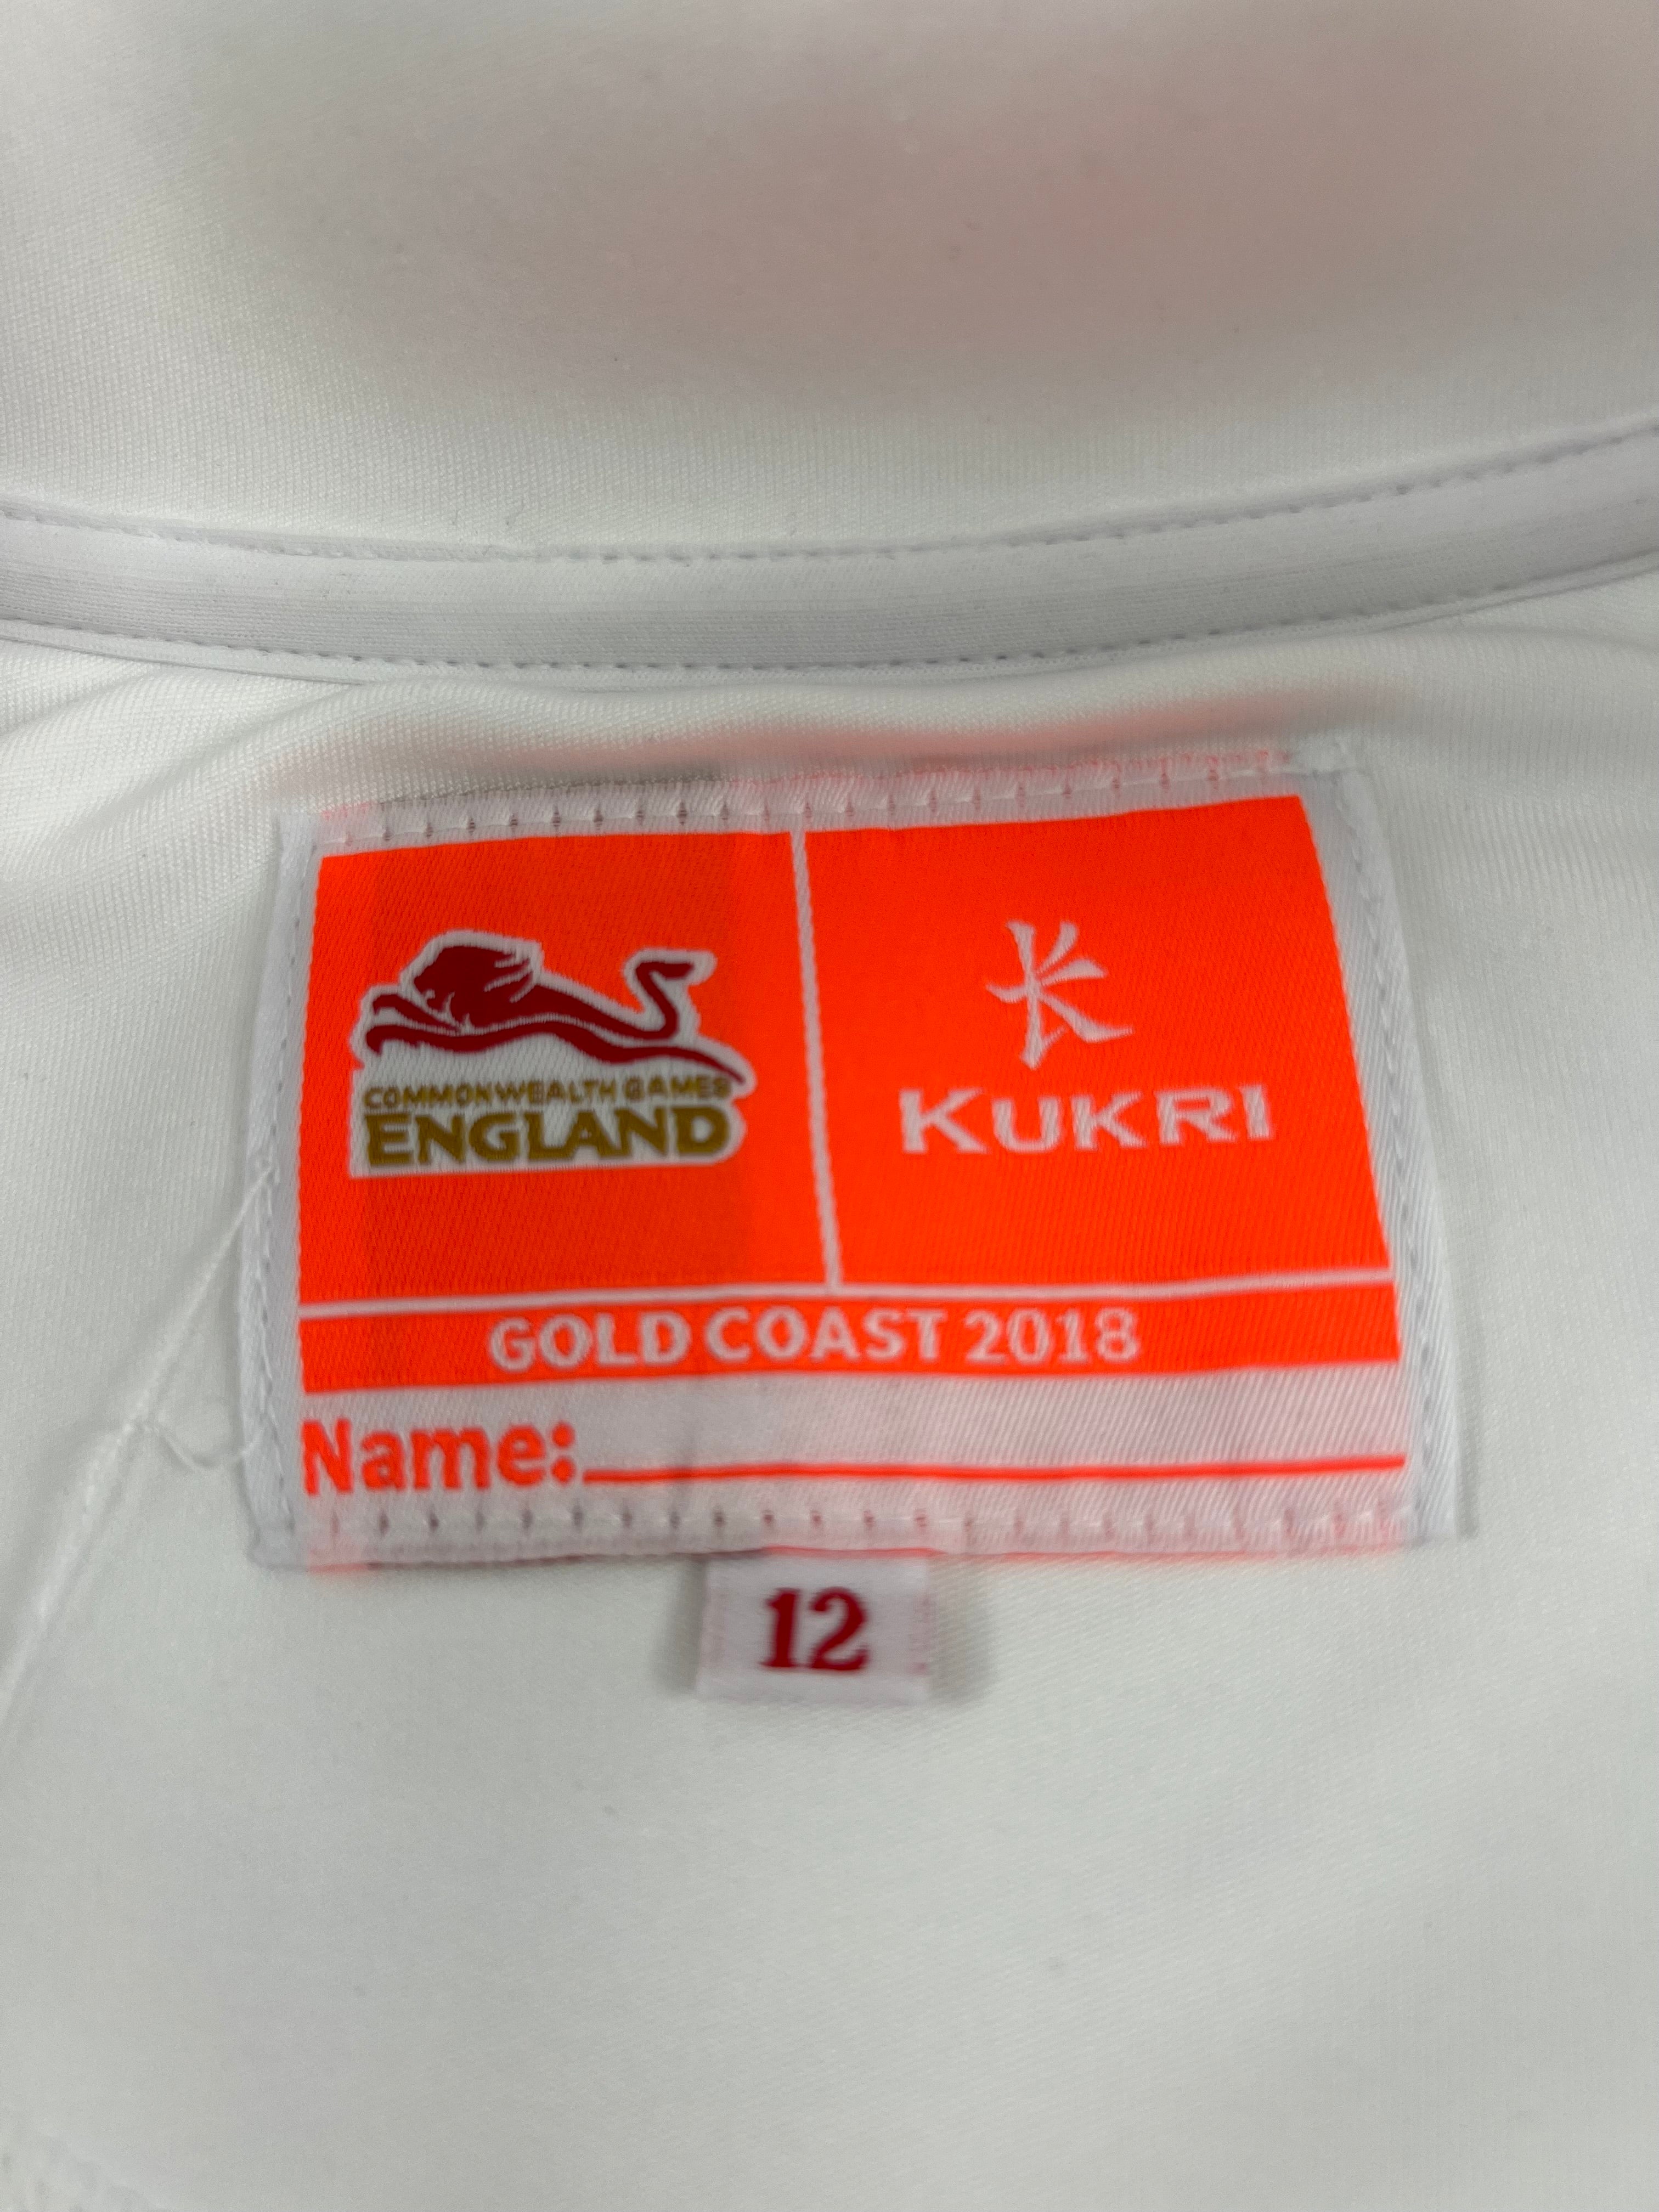 COMMONWEALTH GAMES
ENGLAND
KUKRI
GOLD COAST 2018
Name:
12